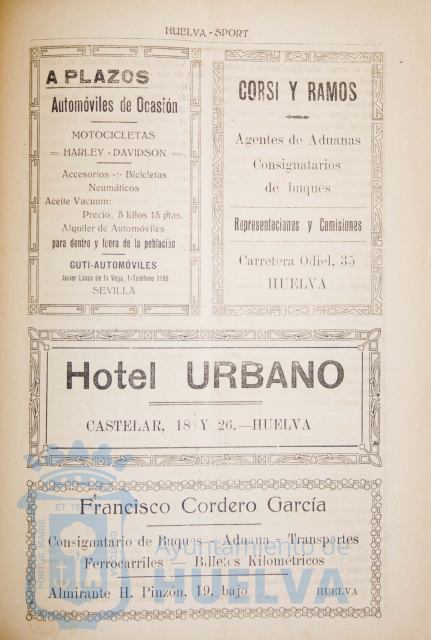 HUELVA-SPORT
A PLAZOS
Automóviles de Ocasión
MOTOCICLETAS
= HARLEY-DAVIDSON =
Accesorios -:- Bicicletas
Neumáticos
Aceite Vacuum:
Precio, 5 kilos 15 ptas.
Alquiler de Automóviles
para dentro y fuera de la población
GUTI-AUTOMÓVILES
Javier Lasso de la Vega, 1-Teléfono 1195
SEVILLA
CORSI Y RAMOS
Agentes de Aduanas
Consignatarios
de buques
Representaciones y Comisiones
Carretera Odiel, 35
HUELVA
Hotel URBANO
CASTELAR, 18 Y 26.—HUELVA
Francisco Cordero García
Consignatario de Buques - Aduana - Transportes
Ferrocarriles — Billetes Kilométricos
Almirante H. Pinzón, 19, bajo HUELVA
Ayuntamiento de
HUELVA